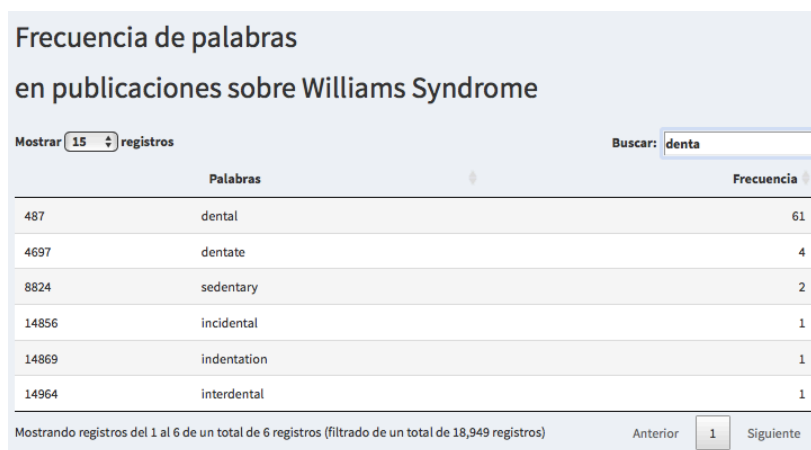 Frecuencia de palabras
en publicaciones sobre Williams Syndrome
Mostrar 15 registros Buscar: denta
Palabras Frecuencia
487 dental 61
4697 dentate 4
8824 sedentary 2
14856 incidental 1
14869 indentation 1
14964 interdental 1
Mostrando registros del 1 al 6 de un total de 6 registros (filtrado de un total de 18,949 registros) Anterior 1 Siguiente